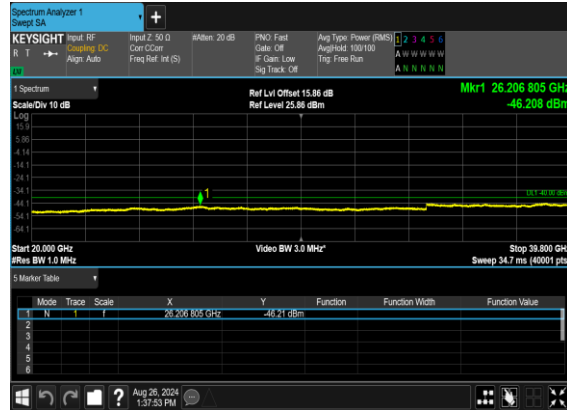 Spectrum Analyzer 1
Swept SA
+
KEYSIGHT Input: RF Input Z: 50 Ω #Atten: 20 dB PNO: Fast Avg Type: Power (RMS) 1 2 3 4 5 6
R T Coupling: DC Corr CCorr Gate: Off Avg|Hold: 100/100 A W W W W W
Align: Auto Freq Ref: Int (S) IF Gain: Low Trig: Free Run
Sig Track: Off A N N N N N
1 Spectrum Ref Lvl Offset 15.86 dB Mkr1 26.206 805 GHz
Scale/Div 10 dB Ref Level 25.86 dBm -46.208 dBm
Log
15.9
5.86
-4.14
-14.1
-24.1
-34.1
1
DL1 -40.00 dBm
-44.1
-54.1
-64.1
Start 20.000 GHz Video BW 3.0 MHz* Stop 39.800 GHz
#Res BW 1.0 MHz Sweep 34.7 ms (40001 pts)
5 Marker Table
Mode Trace Scale X Y Function Function Width Function Value
1 N 1 f 26.206 805 GHz -46.21 dBm
2
3
4
5
6
? Aug 26, 2024
1:37:53 PM